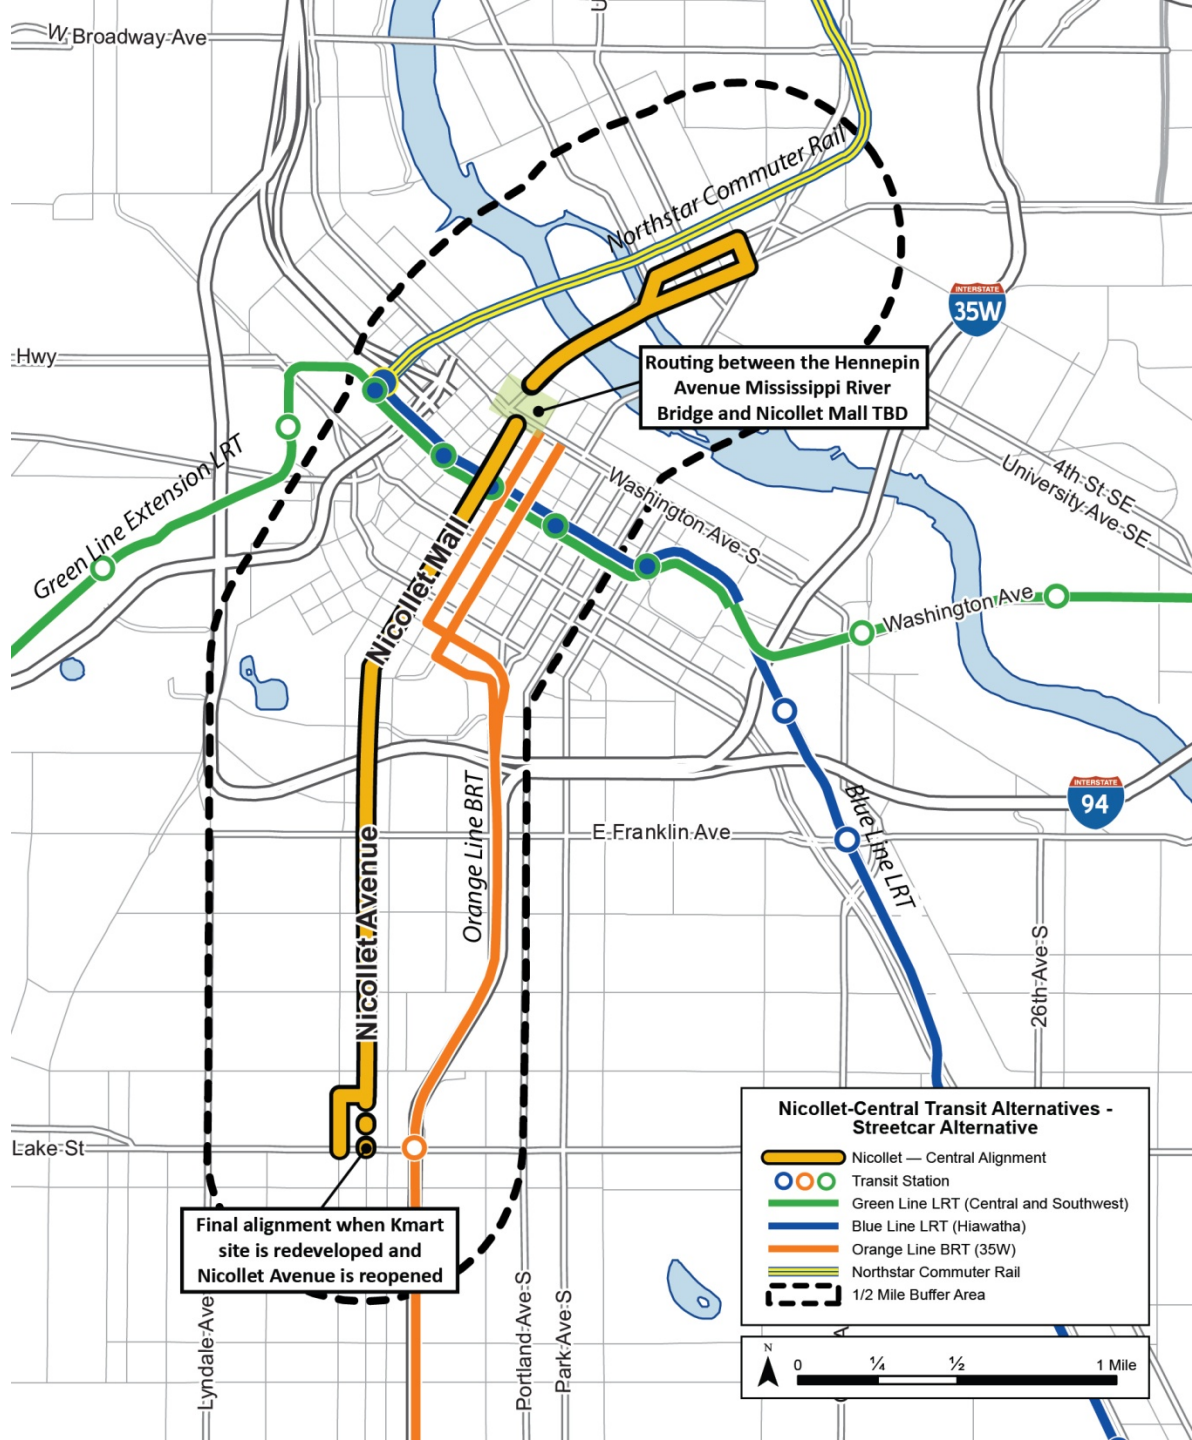 W Broadway Ave
U
Northstar Commuter Rail
INTERSTATE
35W
Hwy
Routing between the Hennepin
Avenue Mississippi River
Bridge and Nicollet Mall TBD
Green Line Extension LRT
4th St SE
University Ave SE
Washington Ave S
Nicollet Mall
Washington Ave
Orange Line BRT
INTERSTATE
94
Blue Line LRT
E Franklin Ave
Nicollet Avenue
26th Ave S
Lake St
Final alignment when Kmart
site is redeveloped and
Nicollet Avenue is reopened
Lyndale Ave
Portland Ave S
Park Ave S
Nicollet-Central Transit Alternatives -
Streetcar Alternative
Nicollet — Central Alignment
Transit Station
Green Line LRT (Central and Southwest)
Blue Line LRT (Hiawatha)
Orange Line BRT (35W)
Northstar Commuter Rail
1/2 Mile Buffer Area
N
0 ¼ ½ 1 Mile